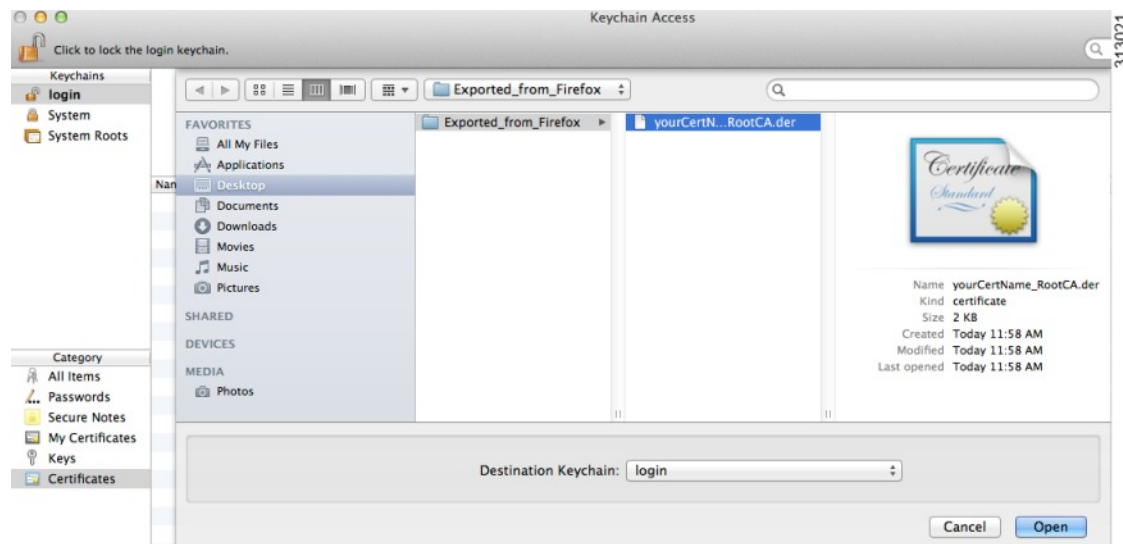 Keychain Access
Click to lock the login keychain.
313021
Keychains
login
System
System Roots
Exported_from_Firefox
Nan
FAVORITES
All My Files
Applications
Desktop
Documents
Downloads
Movies
Music
Pictures
SHARED
DEVICES
MEDIA
Photos
Exported_from_Firefox
yourCertN...RootCA.der
Certificate
Standard
Name yourCertName_RootCA.der
Kind certificate
Size 2 KB
Created Today 11:58 AM
Modified Today 11:58 AM
Last opened Today 11:58 AM
Category
All Items
Passwords
Secure Notes
My Certificates
Keys
Certificates
Destination Keychain: login
Cancel
Open